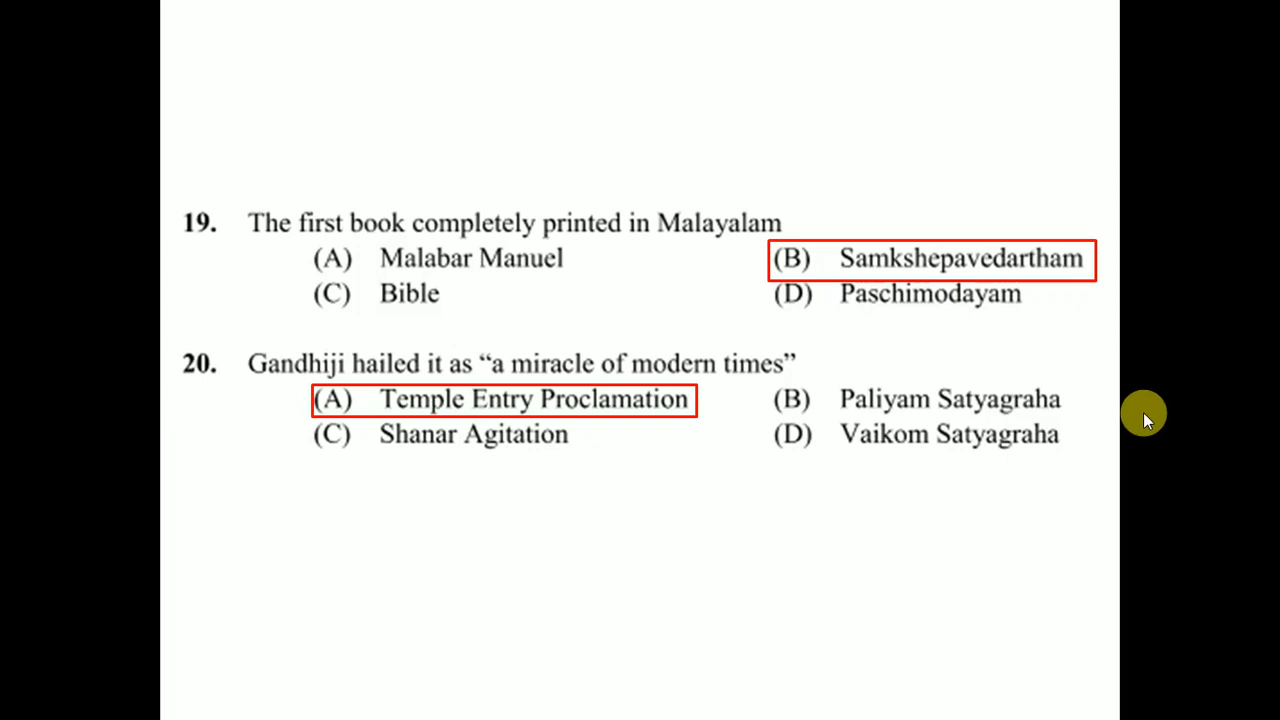 19. The first book completely printed in Malayalam
(A) Malabar Manuel (B) Samkshepavedartham
(C) Bible (D) Paschimodayam
20. Gandhiji hailed it as “a miracle of modern times”
(A) Temple Entry Proclamation (B) Paliyam Satyagraha
(C) Shanar Agitation (D) Vaikom Satyagraha